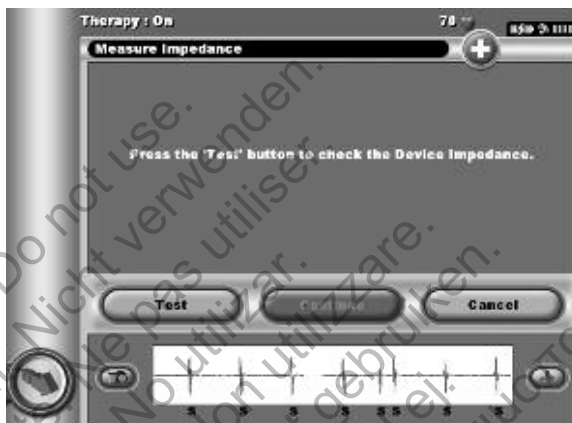 Therapy : On 78
Measure Impedance
Press the 'Test' button to check the Device Impedance.
Test Continue Cancel
S S S S S S S S
Do not use.
Nicht verwenden.
Ne pas utiliser.
No utilizar.
Non utilizzare.
gebruiken.